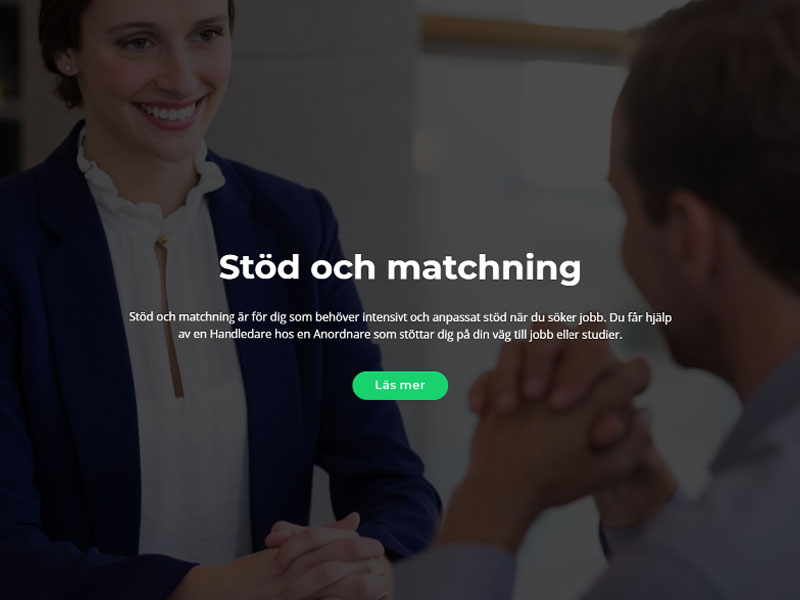 Stöd och matchning
Stöd och matchning är för dig som behöver intensivt och anpassat stöd när du söker jobb. Du får hjälp
av en Handledare hos en Anordnare som stöttar dig på din väg till jobb eller studier.
Läs mer